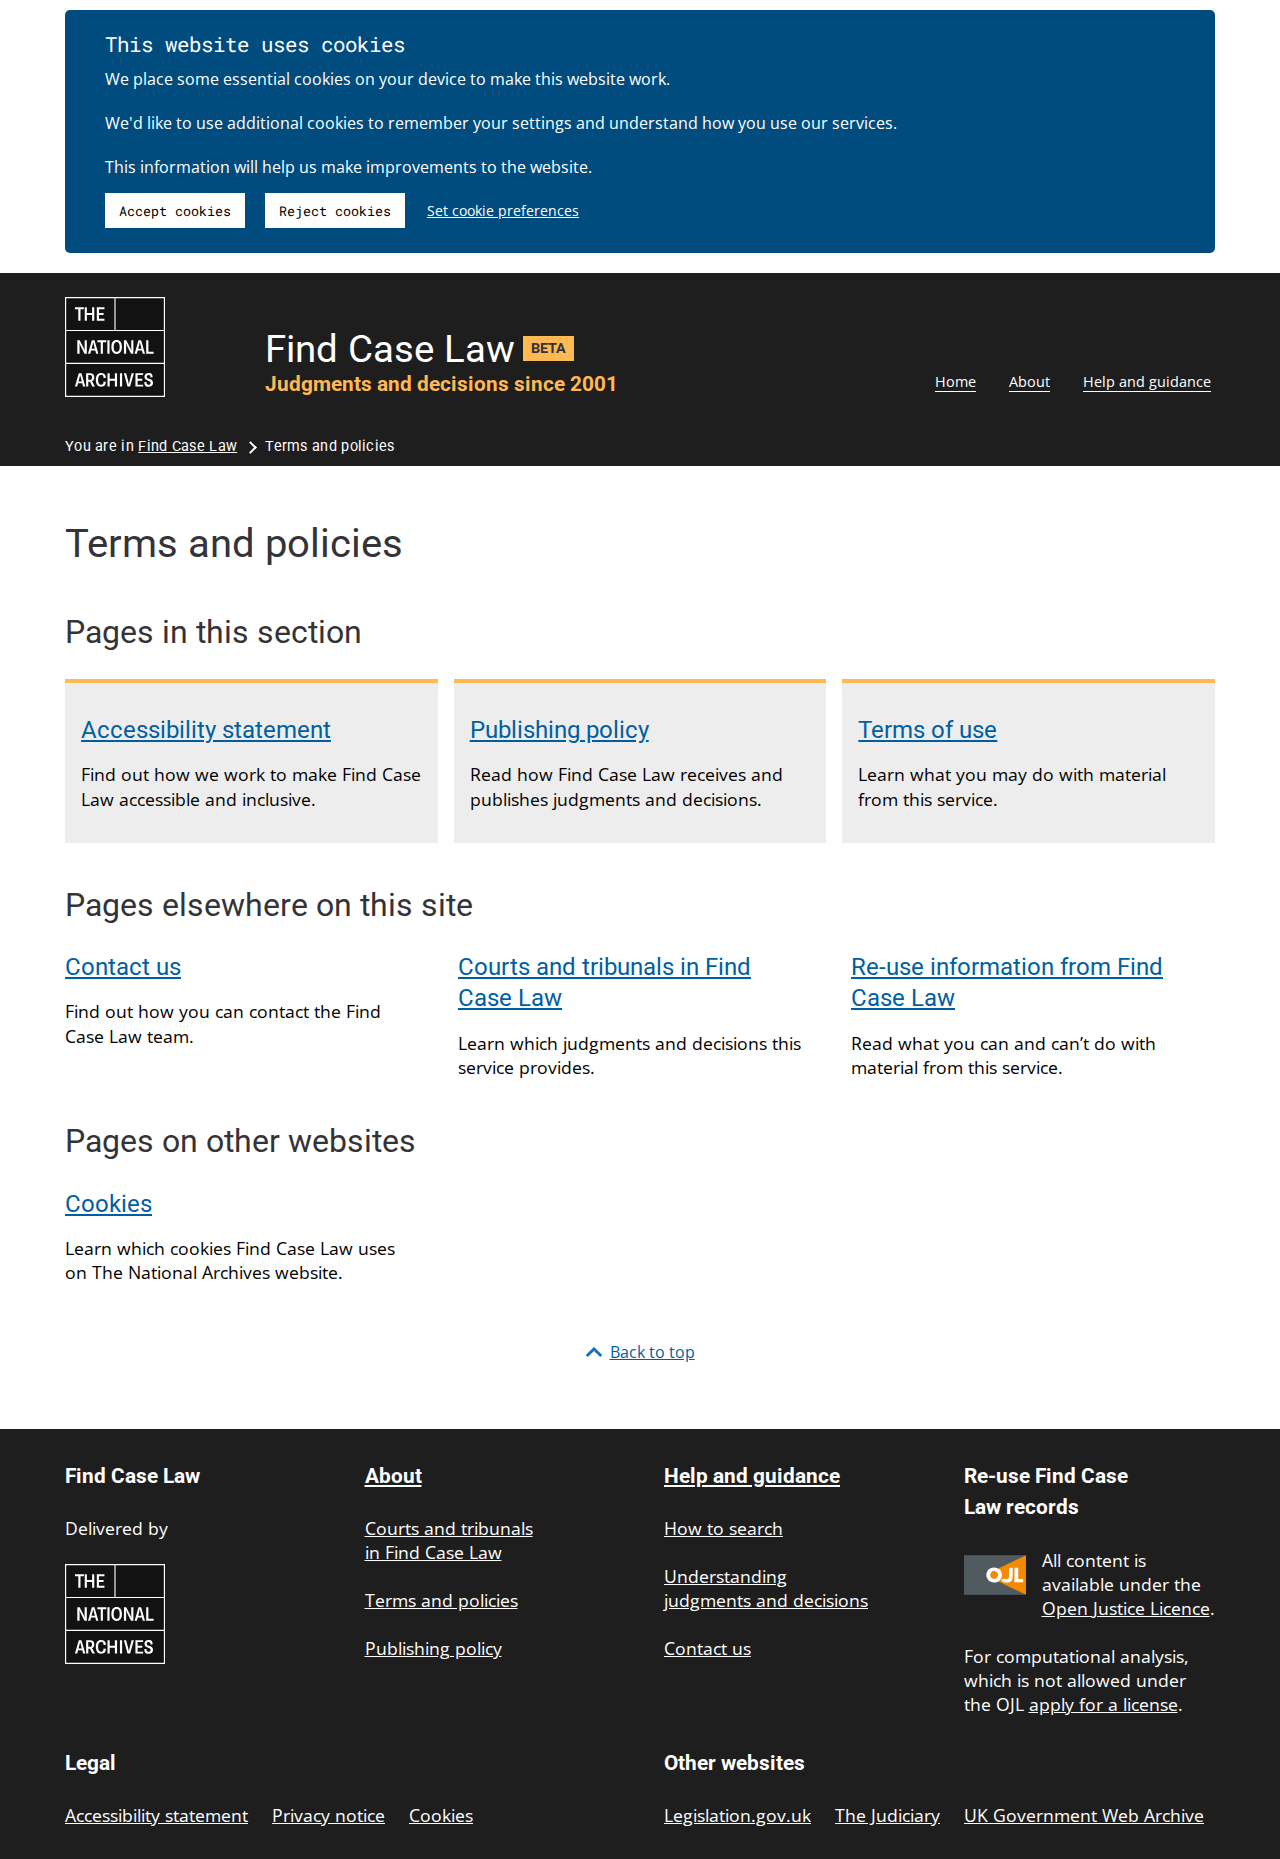 This website uses cookies
We place some essential cookies on your device to make this website work.
We'd like to use additional cookies to remember your settings and understand how you use our services.
This information will help us make improvements to the website.
Accept cookies Reject cookies Set cookie preferences
THE
NATIONAL
ARCHIVES
Find Case Law BETA
Judgments and decisions since 2001
Home About Help and guidance
You are in Find Case Law Terms and policies
Terms and policies
Pages in this section
Accessibility statement
Find out how we work to make Find Case
Law accessible and inclusive.
Publishing policy
Read how Find Case Law receives and
publishes judgments and decisions.
Terms of use
Learn what you may do with material
from this service.
Pages elsewhere on this site
Contact us
Find out how you can contact the Find
Case Law team.
Courts and tribunals in Find
Case Law
Learn which judgments and decisions this
service provides.
Re-use information from Find
Case Law
Read what you can and can’t do with
material from this service.
Pages on other websites
Cookies
Learn which cookies Find Case Law uses
on The National Archives website.
Back to top
Find Case Law
Delivered by
THE
NATIONAL
ARCHIVES
About
Courts and tribunals
in Find Case Law
Terms and policies
Publishing policy
Help and guidance
How to search
Understanding
judgments and decisions
Contact us
Re-use Find Case
Law records
OJL
All content is
available under the
Open Justice Licence.
For computational analysis,
which is not allowed under
the OJL apply for a license.
Legal
Accessibility statement Privacy notice Cookies
Other websites
Legislation.gov.uk The Judiciary UK Government Web Archive